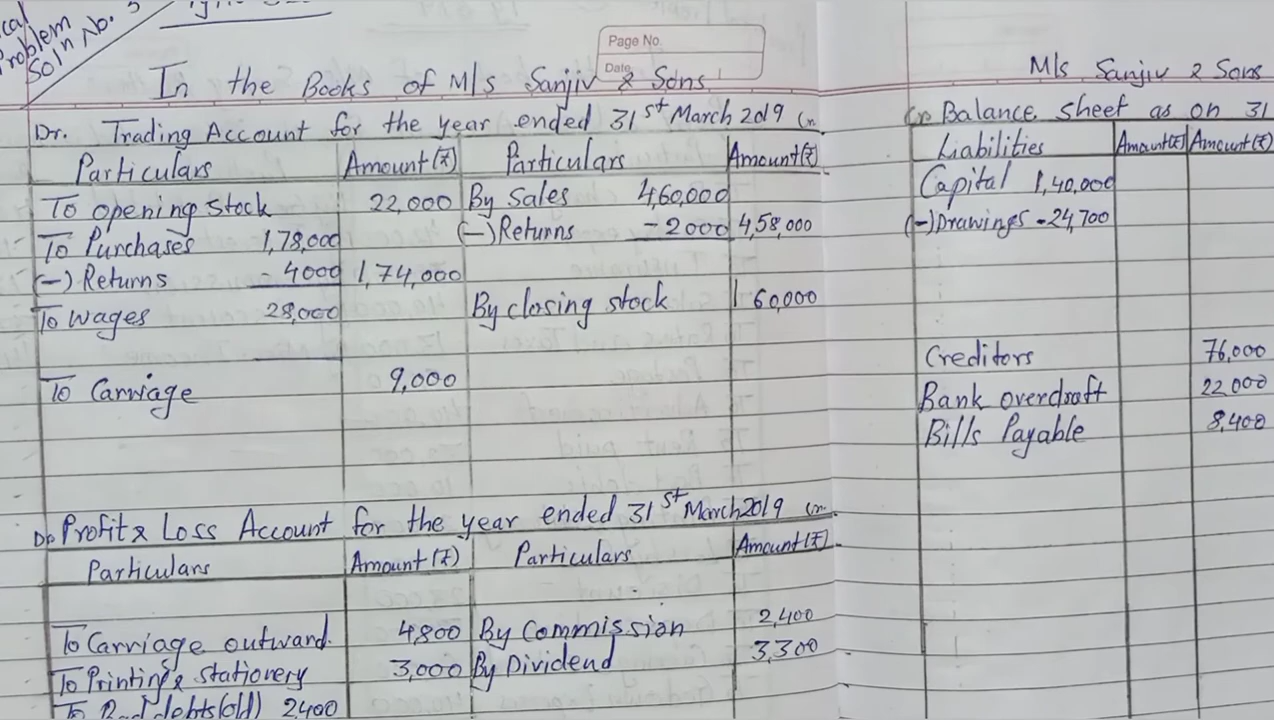 cal
Problem
Soln No.
Page No.
Date
In the Books of M/s Sanjiv & Sons
Dr. Trading Account for the year ended 31st March 2019 Cr.
Particulars Amount(₹) Particulars Amount(₹)
To opening stock 22,000 By Sales 4,60,000
To Purchases 1,78,000 (-) Returns - 2000 4,58,000
(-) Returns - 4000 1,74,000
To wages 28,000 By closing stock 60,000
To Carriage 9,000
Dr. Profit & Loss Account for the year ended 31st March 2019 Cr.
Particulars Amount(₹) Particulars Amount(₹)
To Carriage outward. 4,800 By Commission 2,400
To Printing & stationery 3,000 By Dividend 3,300
To Bad debts(old) 2400
M/s Sanjiv & Sons
Balance sheet as on 31
Liabilities Amount(₹) Amount(₹)
Capital 1,40,000
(-) Drawings - 24,700
Creditors 76,000
Bank overdraft 22,000
Bills Payable 8,400